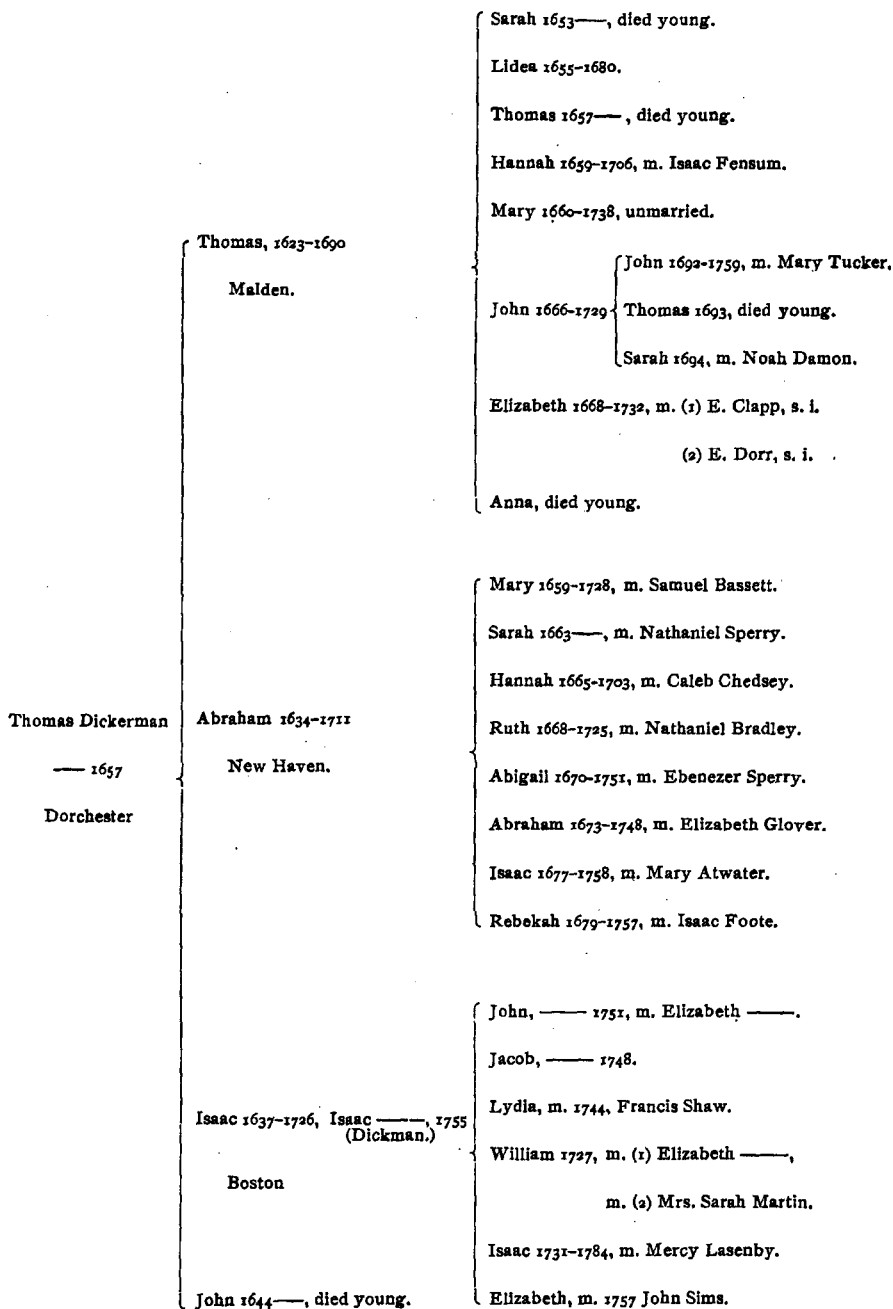 Sarah 1653——, died young.
Lidea 1655–1680.
Thomas 1657——, died young.
Hannah 1659–1706, m. Isaac Fensum.
Mary 1660–1738, unmarried.
Thomas, 1623–1690
Malden.
John 1692–1759, m. Mary Tucker.
John 1666–1729
Thomas 1693, died young.
Sarah 1694, m. Noah Damon.
Elizabeth 1668–1732, m. (1) E. Clapp, s. i.
(2) E. Dorr, s. i.
Anna, died young.
Mary 1659–1728, m. Samuel Bassett.
Sarah 1663——, m. Nathaniel Sperry.
Hannah 1665–1703, m. Caleb Chedsey.
Thomas Dickerman
—— 1657
Dorchester
Abraham 1634–1711
New Haven.
Ruth 1668–1725, m. Nathaniel Bradley.
Abigail 1670–1751, m. Ebenezer Sperry.
Abraham 1673–1748, m. Elizabeth Glover.
Isaac 1677–1758, m. Mary Atwater.
Rebekah 1679–1757, m. Isaac Foote.
John, —— 1751, m. Elizabeth ——.
Jacob, —— 1748.
Isaac 1637–1726, Isaac ——, 1755
(Dickman.)
Boston
Lydia, m. 1744, Francis Shaw.
William 1727, m. (1) Elizabeth ——,
m. (2) Mrs. Sarah Martin.
Isaac 1731–1784, m. Mercy Lasenby.
John 1644——, died young.
Elizabeth, m. 1757 John Sims.